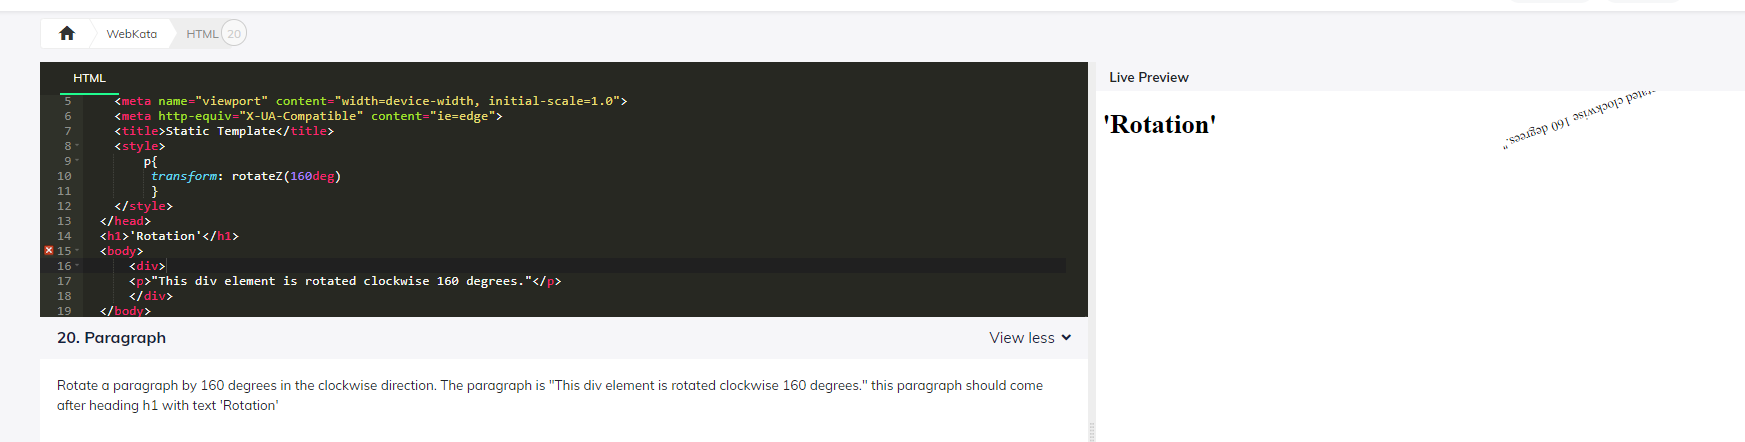 WebKata
HTML 20
HTML
Live Preview
5 <meta name="viewport" content="width=device-width, initial-scale=1.0">
6 <meta http-equiv="X-UA-Compatible" content="ie=edge">
7 <title>Static Template</title>
8 <style>
9 p{
10 transform: rotateZ(160deg)
11 }
12 </style>
13 </head>
14 <h1>'Rotation'</h1>
15 <body>
16 <div>
17 <p>"This div element is rotated clockwise 160 degrees."</p>
18 </div>
19 </body>
'Rotation'
clockwise 160 degrees."
20. Paragraph
View less
Rotate a paragraph by 160 degrees in the clockwise direction. The paragraph is "This div element is rotated clockwise 160 degrees." this paragraph should come
after heading h1 with text 'Rotation'